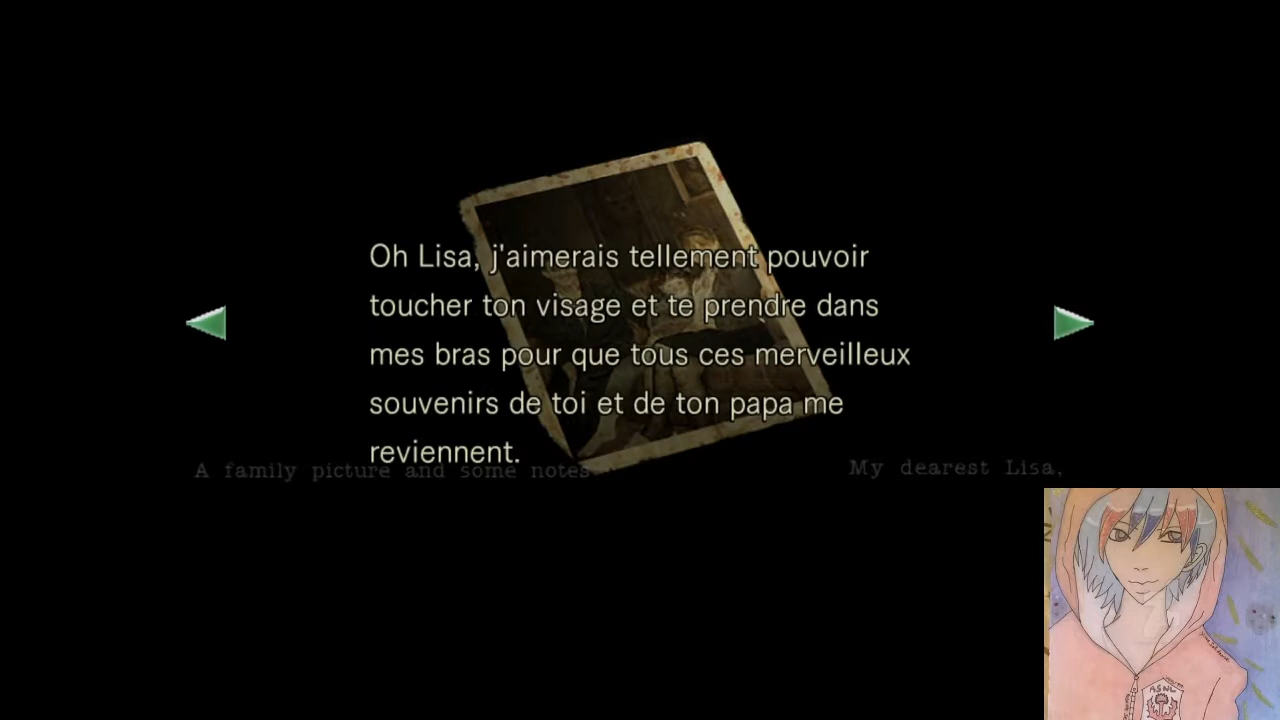 Oh Lisa, j'aimerais tellement pouvoir
toucher ton visage et te prendre dans
mes bras pour que tous ces merveilleux
souvenirs de toi et de ton papa me
reviennent.
A family picture and some notes
My dearest Lisa,
ASNL